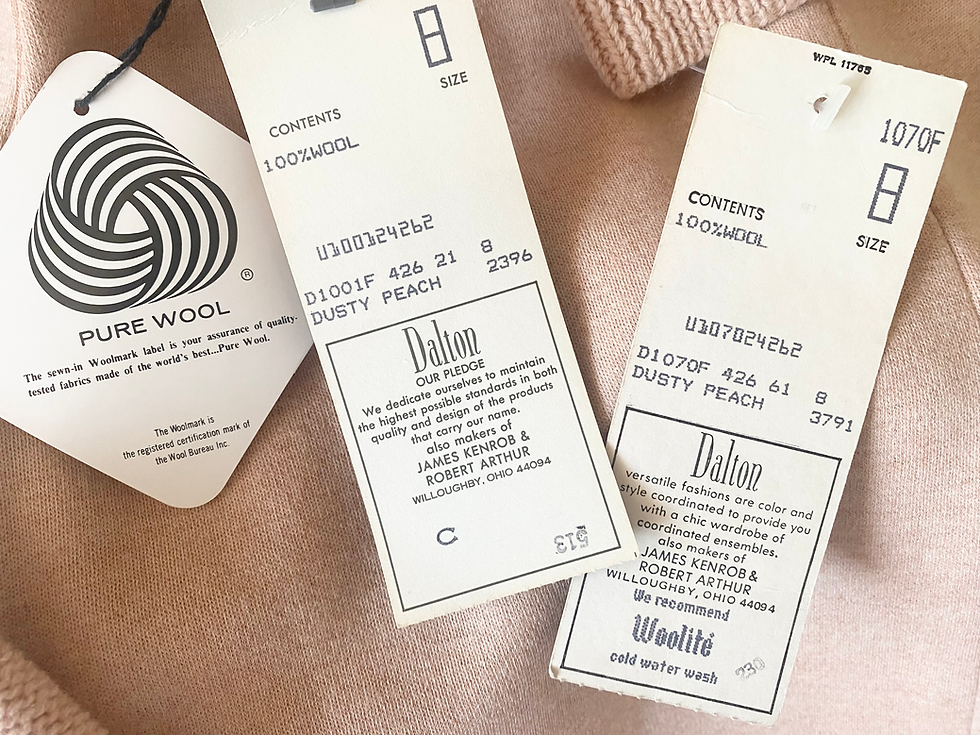 ®
PURE WOOL
The sewn-in Woolmark label is your assurance of quality-
tested fabrics made of the world's best...Pure Wool.
The Woolmark is
the registered certification mark of
the Wool Bureau Inc.
8
SIZE
CONTENTS
100%WOOL
U100124262
D1001F 426 21 8
DUSTY PEACH 2396
Dalton
OUR PLEDGE
We dedicate ourselves to maintain
the highest possible standards in both
quality and design of the products
that carry our name.
also makers of
JAMES KENROB &
ROBERT ARTHUR
WILLOUGHBY, OHIO 44094
C
513
WPL 11765
1070F
8
SIZE
CONTENTS
100%WOOL
U107024262
D1070F 426 61 8
DUSTY PEACH 3791
Dalton
versatile fashions are color and
style coordinated to provide you
with a chic wardrobe of
coordinated ensembles.
also makers of
JAMES KENROB &
ROBERT ARTHUR
WILLOUGHBY, OHIO 44094
We recommend
Woolité
cold water wash
230